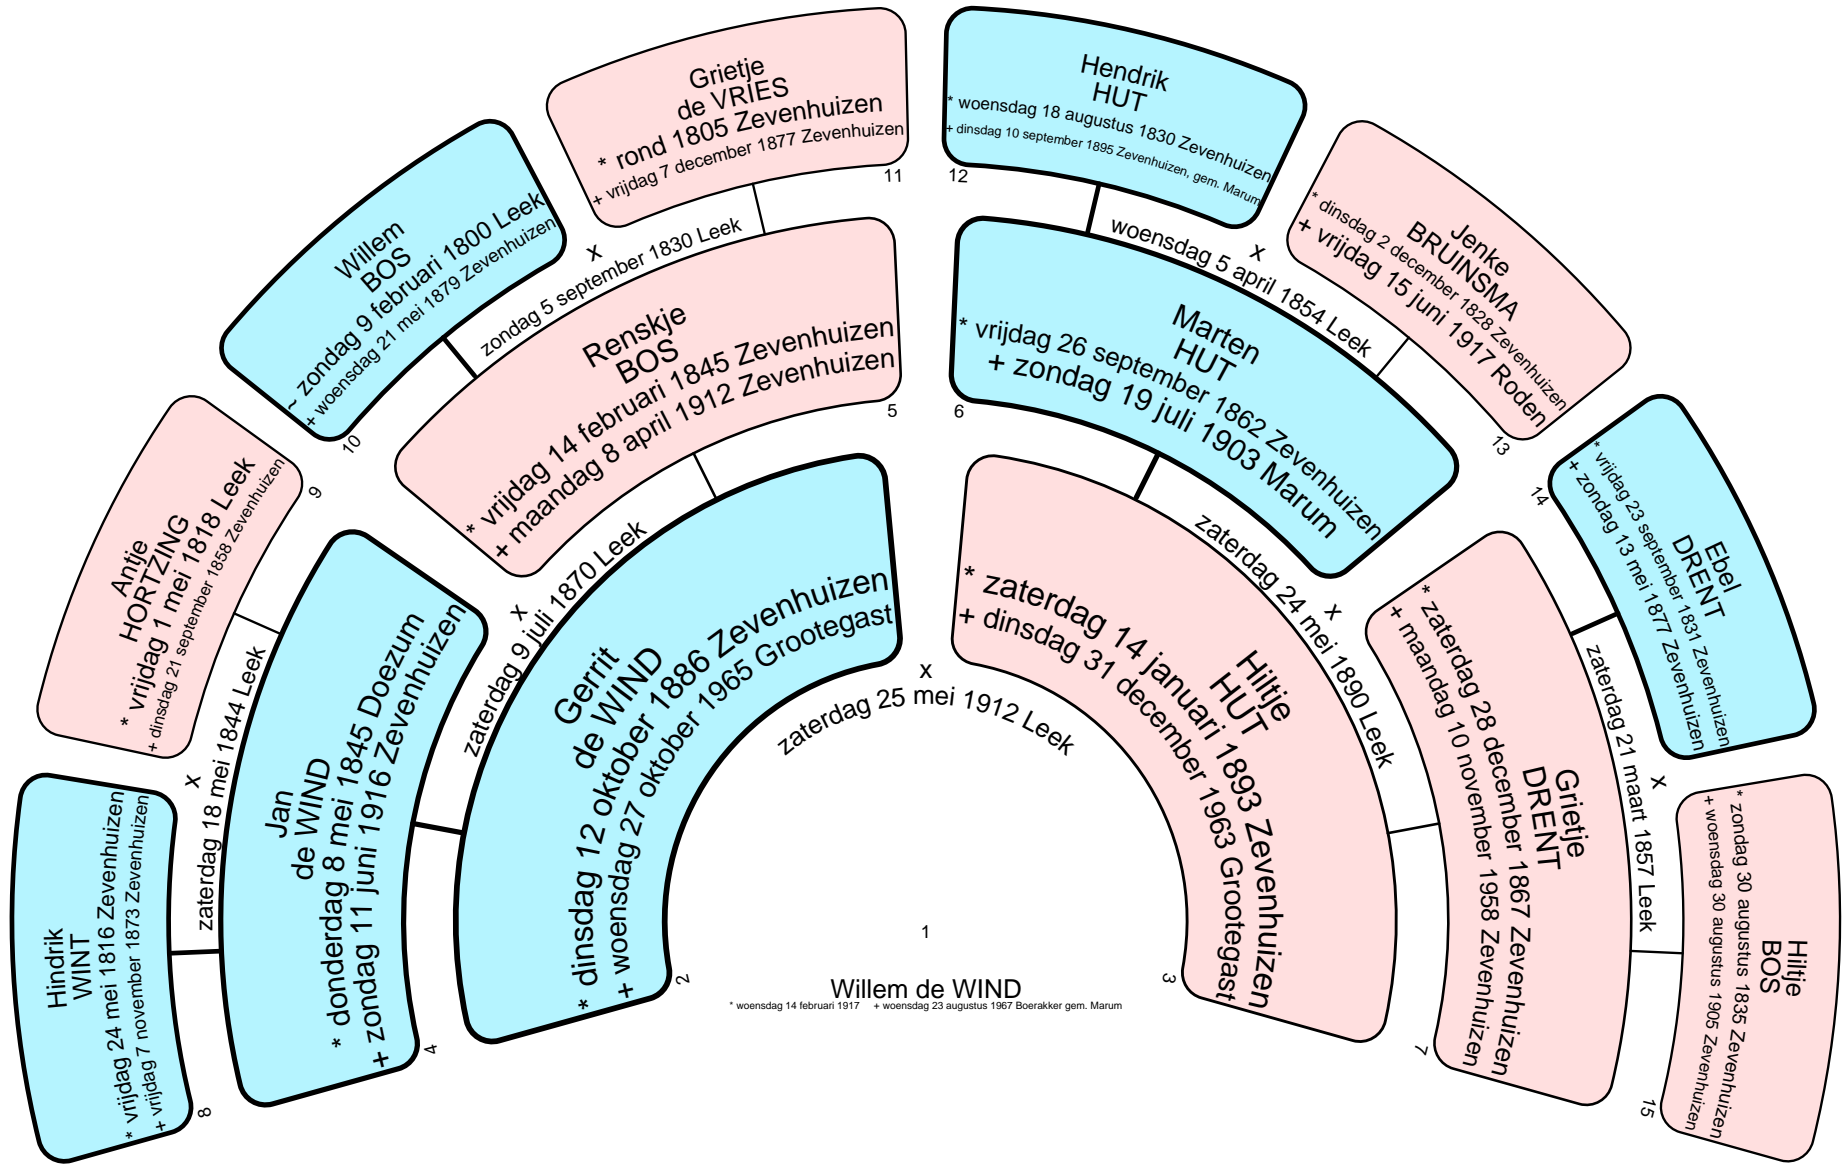 1
Willem de WIND
* woensdag 14 februari 1917 + woensdag 23 augustus 1967 Boerakker gem. Marum
Gerrit
de WIND
* dinsdag 12 oktober 1886 Zevenhuizen
+ woensdag 27 oktober 1965 Grootegast
2
x
zaterdag 25 mei 1912 Leek
Hiltje
HUT
* zaterdag 14 januari 1893 Zevenhuizen
+ dinsdag 31 december 1963 Grootegast
3
Jan
de WIND
* donderdag 8 mei 1845 Doezum
+ zondag 11 juni 1916 Zevenhuizen
4
x
zaterdag 9 juli 1870 Leek
Renskje
BOS
* vrijdag 14 februari 1845 Zevenhuizen
+ maandag 8 april 1912 Zevenhuizen
5
Marten
HUT
* vrijdag 26 september 1862 Zevenhuizen
+ zondag 19 juli 1903 Marum
6
x
zaterdag 24 mei 1890 Leek
Grietje
DRENT
* zaterdag 28 december 1867 Zevenhuizen
+ maandag 10 november 1958 Zevenhuizen
7
Hindrik
WINT
* vrijdag 24 mei 1816 Zevenhuizen
+ vrijdag 7 november 1873 Zevenhuizen
8
x
zaterdag 18 mei 1844 Leek
Antje
HORTZING
* vrijdag 1 mei 1818 Leek
+ dinsdag 21 september 1858 Zevenhuizen
9
Willem
BOS
~ zondag 9 februari 1800 Leek
+ woensdag 21 mei 1879 Zevenhuizen
10
x
zondag 5 september 1830 Leek
Grietje
de VRIES
* rond 1805 Zevenhuizen
+ vrijdag 7 december 1877 Zevenhuizen
11
Hendrik
HUT
* woensdag 18 augustus 1830 Zevenhuizen
+ dinsdag 10 september 1895 Zevenhuizen, gem. Marum
12
x
woensdag 5 april 1854 Leek
Jenke
BRUINSMA
* dinsdag 2 december 1828 Zevenhuizen
+ vrijdag 15 juni 1917 Roden
13
Ebel
DRENT
* vrijdag 23 september 1831 Zevenhuizen
+ zondag 13 mei 1877 Zevenhuizen
14
x
zaterdag 21 maart 1857 Leek
Hiltje
BOS
* zondag 30 augustus 1835 Zevenhuizen
+ woensdag 30 augustus 1905 Zevenhuizen
15